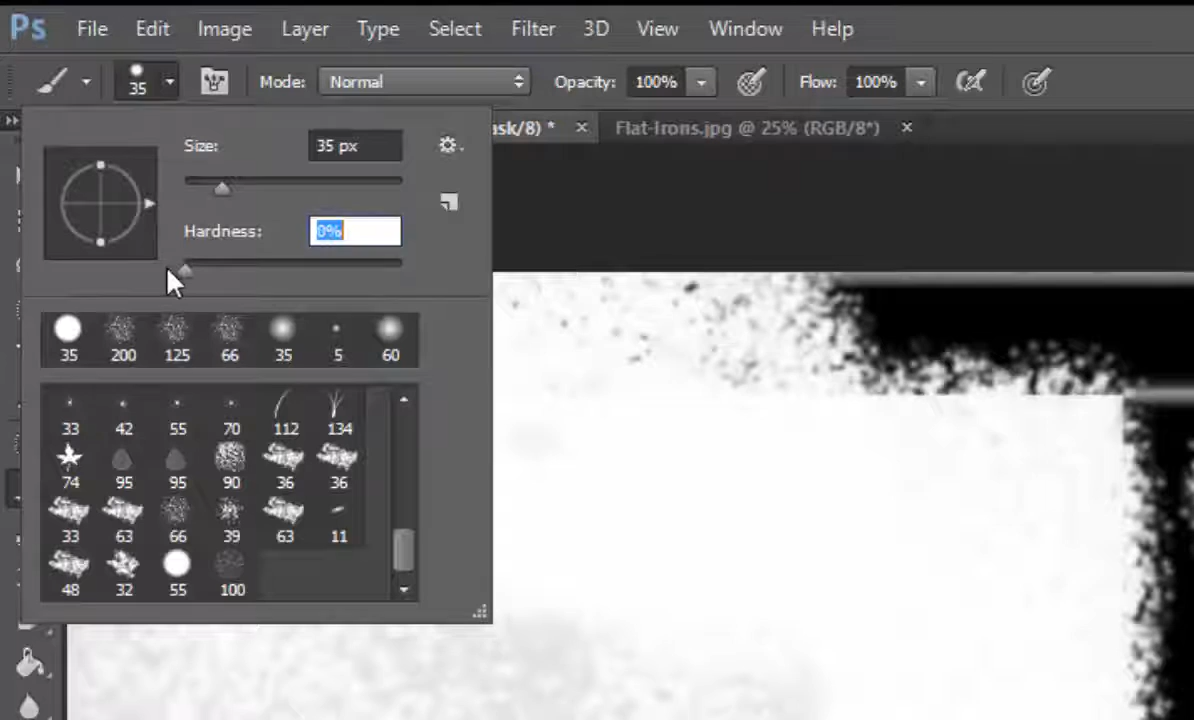 Ps File Edit Image Layer Type Select Filter 3D View Window Help
35 Mode: Normal Opacity: 100% Flow: 100%
ask/8) * × Flat-Irons.jpg @ 25% (RGB/8*) ×
Size: 35 px
Hardness: 0%
35 200 125 66 35 5 60
33 42 55 70 112 134
74 95 95 90 36 36
33 63 66 39 63 11
48 32 55 100